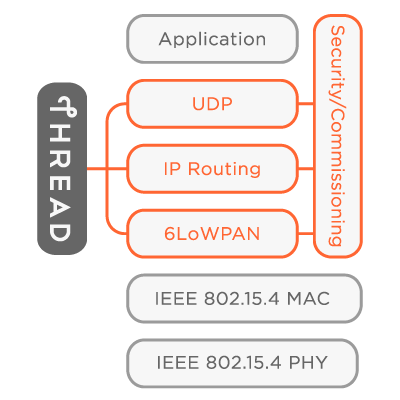 Application
UDP
IP Routing
6LoWPAN
IEEE 802.15.4 MAC
IEEE 802.15.4 PHY
THREAD
Security/Commissioning